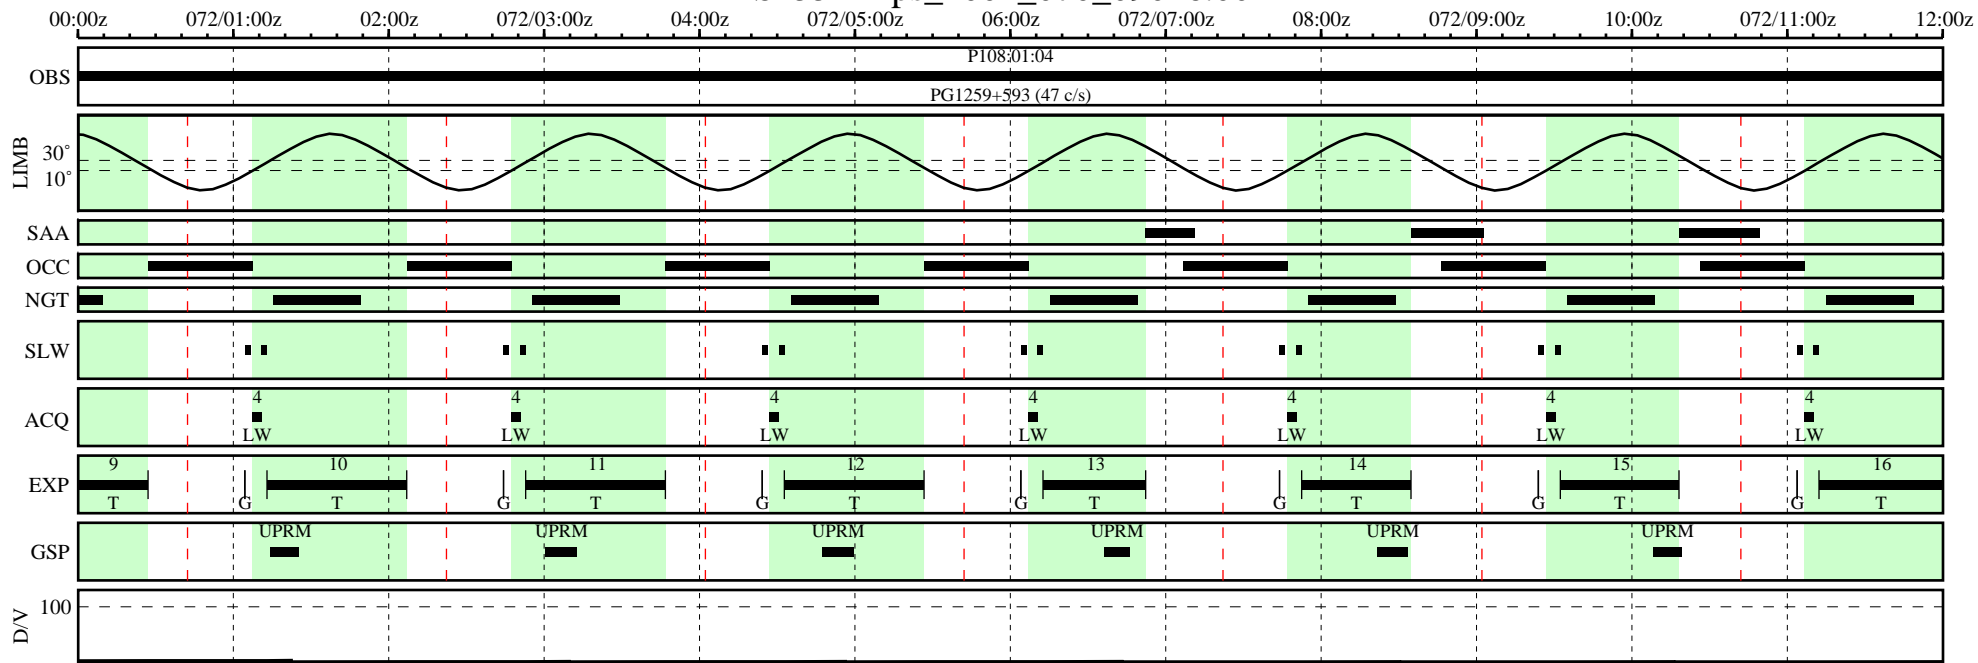 00:00z 072/01:00z 02:00z 072/03:00z 04:00z 072/05:00z 06:00z 072/07:00z 08:00z 072/09:00z 10:00z 072/11:00z 12:00z
P108:01:04
OBS
PG1259+593 (47 c/s)
LIMB
30°
10°
SAA
OCC
NGT
SLW
4 4 4 4 4 4 4
ACQ
LW LW LW LW LW LW LW
9 10 11 12 13 14 15 16
EXP
T G T G T G T G T G T G T G T
UPRM UPRM UPRM UPRM UPRM UPRM
GSP
100
D/V